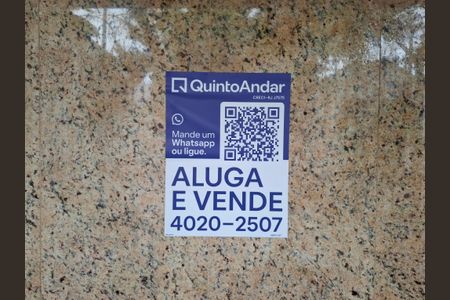 QuintoAndar
Mande um
Whatsapp
ou ligue.
ALUGA
E VENDE
4020-2507